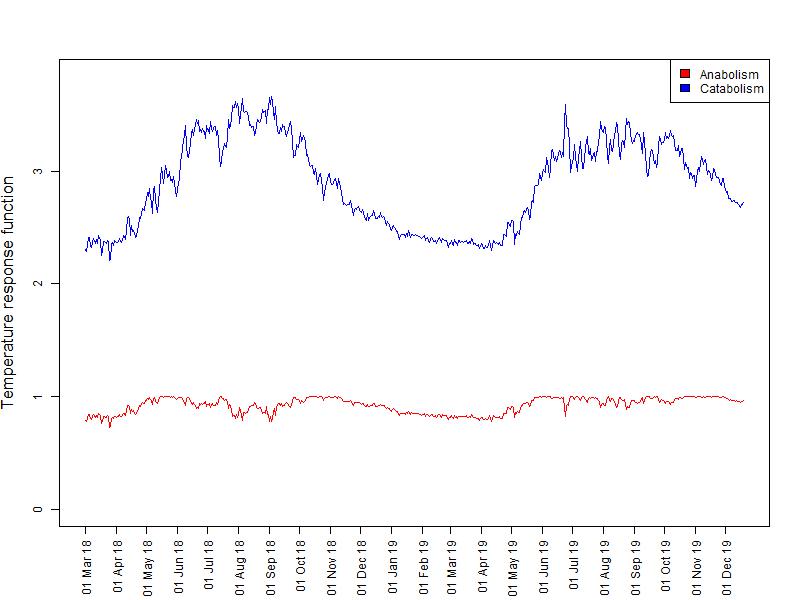 Anabolism
Catabolism
Temperature response function
3
2
1
0
01 Mar 18
01 Apr 18
01 May 18
01 Jun 18
01 Jul 18
01 Aug 18
01 Sep 18
01 Oct 18
01 Nov 18
01 Dec 18
01 Jan 19
01 Feb 19
01 Mar 19
01 Apr 19
01 May 19
01 Jun 19
01 Jul 19
01 Aug 19
01 Sep 19
01 Oct 19
01 Nov 19
01 Dec 19